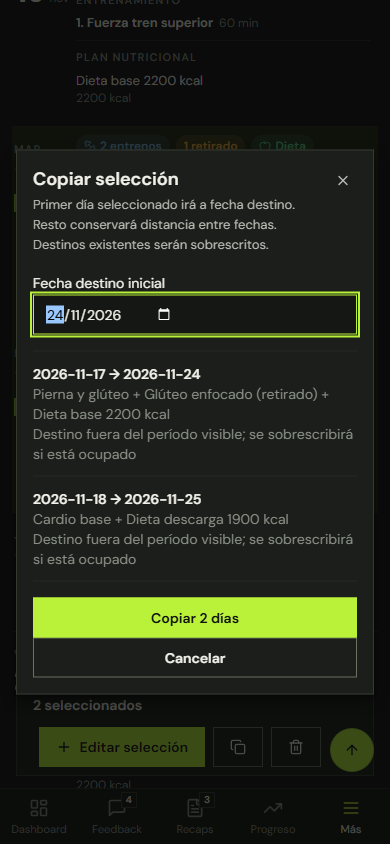 ENTRENAMIENTO
1. Fuerza tren superior 60 min
PLAN NUTRICIONAL
Dieta base 2200 kcal
2200 kcal
MAR
2 entrenos
1 retirado
Dieta
Copiar selección
Primer día seleccionado irá a fecha destino.
Resto conservará distancia entre fechas.
Destinos existentes serán sobrescritos.
Fecha destino inicial
24/11/2026
2026-11-17 → 2026-11-24
Pierna y glúteo + Glúteo enfocado (retirado) +
Dieta base 2200 kcal
Destino fuera del período visible; se sobrescribirá
si está ocupado
2026-11-18 → 2026-11-25
Cardio base + Dieta descarga 1900 kcal
Destino fuera del período visible; se sobrescribirá
si está ocupado
Copiar 2 días
Cancelar
2 seleccionados
+ Editar selección
2200 kcal
4
3
Dashboard
Feedback
Recaps
Progreso
Más